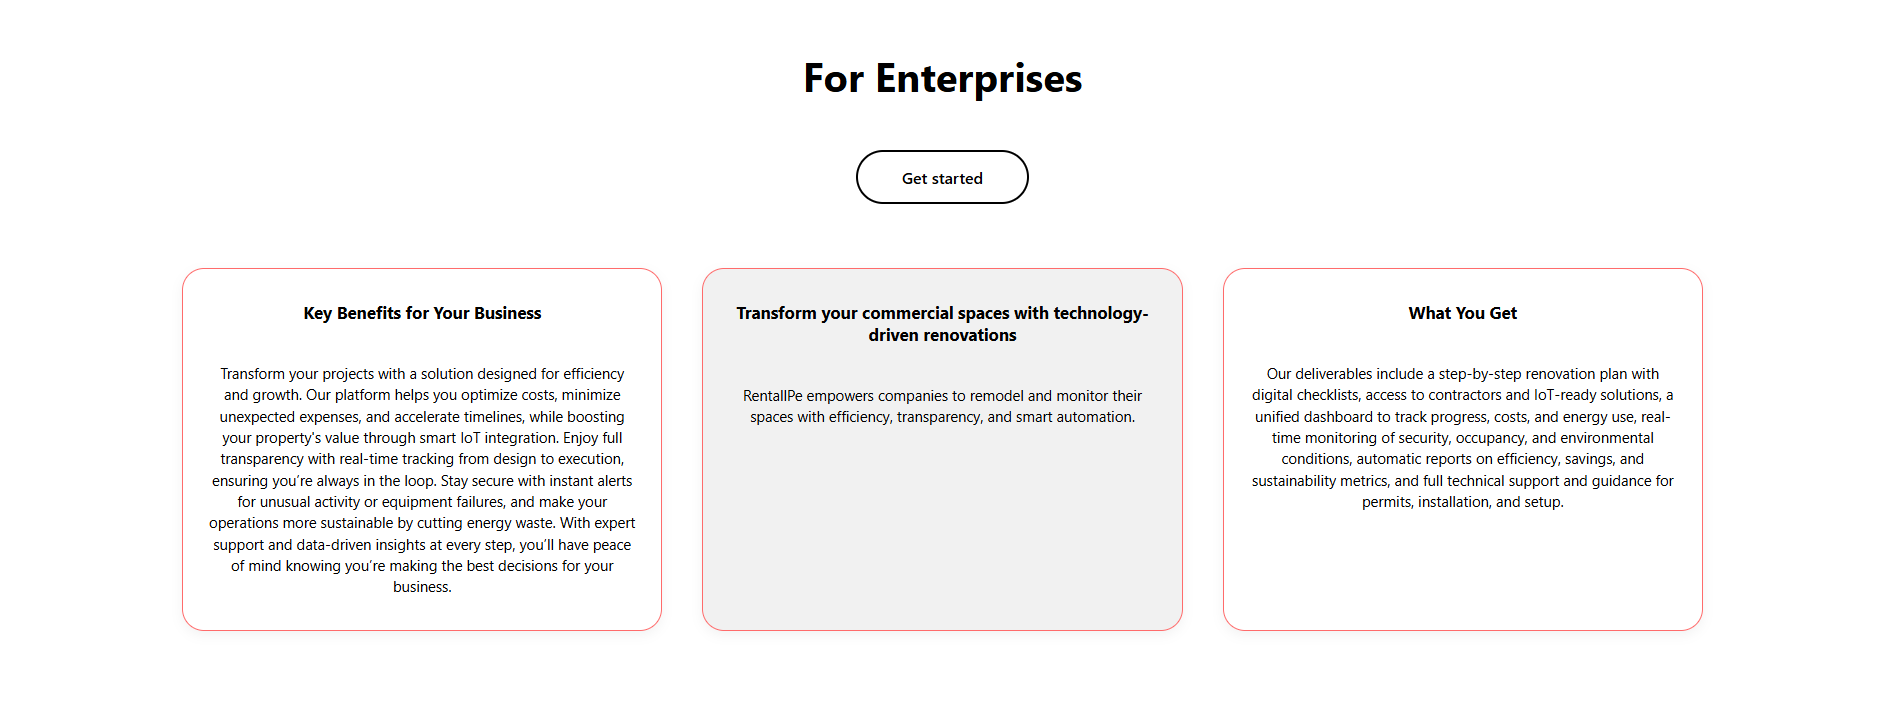 For Enterprises
Get started
Key Benefits for Your Business
Transform your projects with a solution designed for efficiency
and growth. Our platform helps you optimize costs, minimize
unexpected expenses, and accelerate timelines, while boosting
your property's value through smart IoT integration. Enjoy full
transparency with real-time tracking from design to execution,
ensuring you’re always in the loop. Stay secure with instant alerts
for unusual activity or equipment failures, and make your
operations more sustainable by cutting energy waste. With expert
support and data-driven insights at every step, you’ll have peace
of mind knowing you’re making the best decisions for your
business.
Transform your commercial spaces with technology-
driven renovations
RentallPe empowers companies to remodel and monitor their
spaces with efficiency, transparency, and smart automation.
What You Get
Our deliverables include a step-by-step renovation plan with
digital checklists, access to contractors and IoT-ready solutions, a
unified dashboard to track progress, costs, and energy use, real-
time monitoring of security, occupancy, and environmental
conditions, automatic reports on efficiency, savings, and
sustainability metrics, and full technical support and guidance for
permits, installation, and setup.